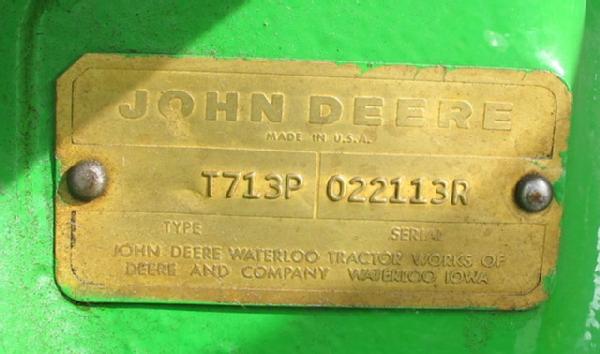 JOHN DEERE
MADE IN U.S.A.
T713P 022113R
TYPE SERIAL
JOHN DEERE WATERLOO TRACTOR WORKS OF
DEERE AND COMPANY WATERLOO, IOWA